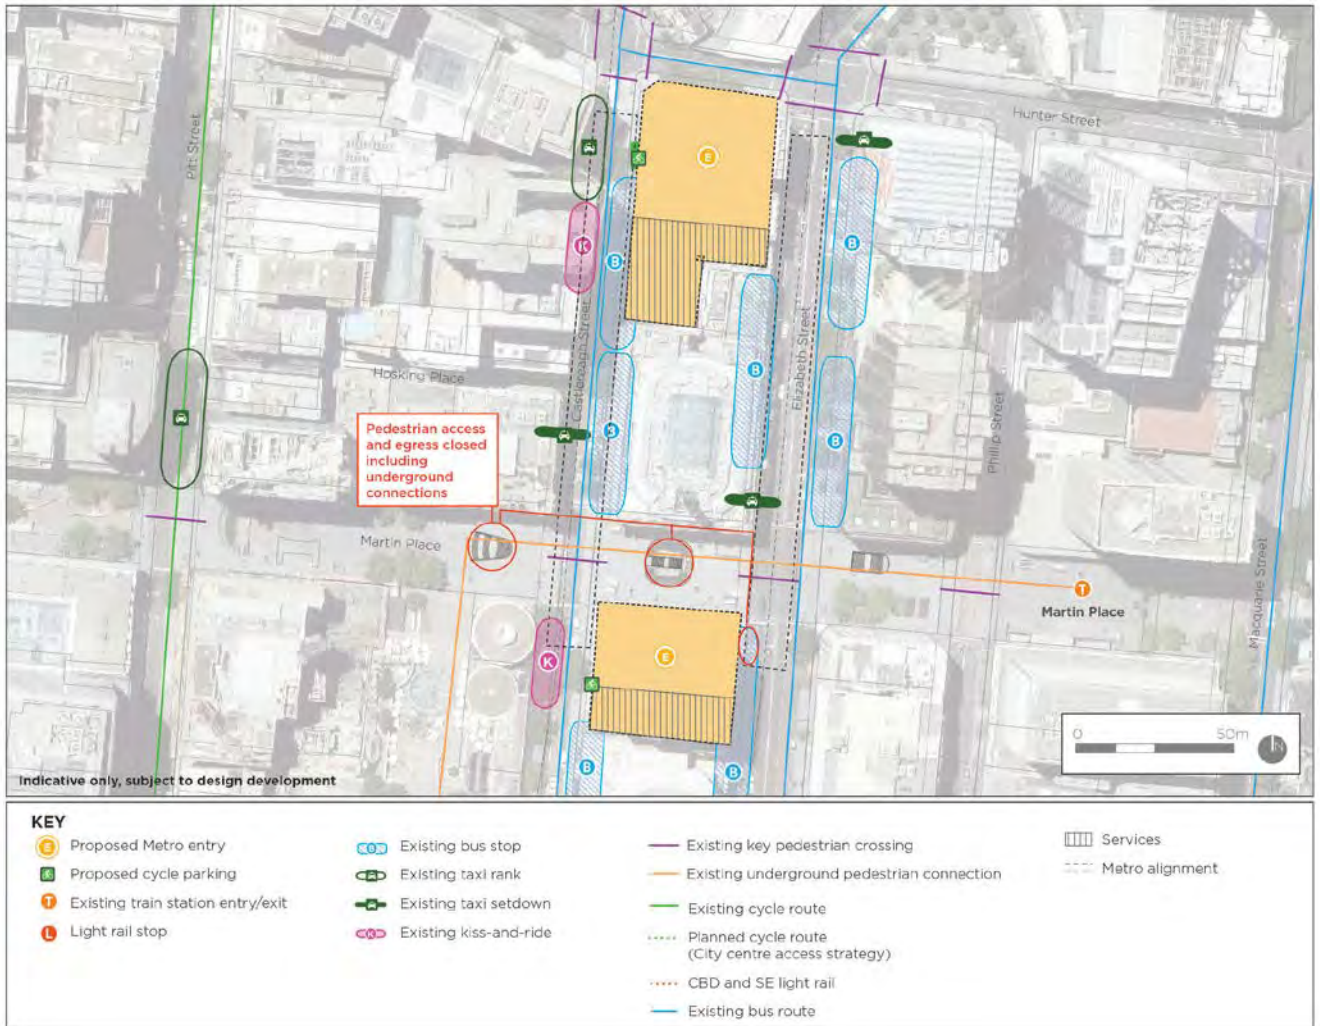 Hunter Street
Pitt Street
E
K
B
B
Castlereagh Street
Elizabeth Street
B
Hosking Place
B
B
Phillip Street
Pedestrian access
and egress closed
including
underground
connections
Martin Place
T
Martin Place
Macquarie Street
K
E
B
B
0
50m
N
Indicative only, subject to design development
KEY
E Proposed Metro entry
Proposed cycle parking
T Existing train station entry/exit
L Light rail stop
B Existing bus stop
Existing taxi rank
Existing taxi setdown
K Existing kiss-and-ride
Existing key pedestrian crossing
Existing underground pedestrian connection
Existing cycle route
Planned cycle route
(City centre access strategy)
CBD and SE light rail
Existing bus route
Services
Metro alignment